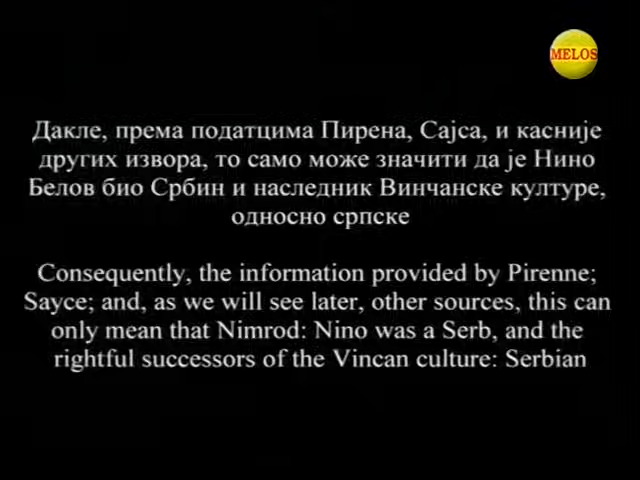 MELOS
Дакле, према податцима Пирена, Сајса, и касније
других извора, то само може значити да је Нино
Белов био Србин и наследник Винчанске културе,
односно српске
Consequently, the information provided by Pirenne;
Sayce; and, as we will see later, other sources, this can
only mean that Nimrod: Nino was a Serb, and the
rightful successors of the Vincan culture: Serbian